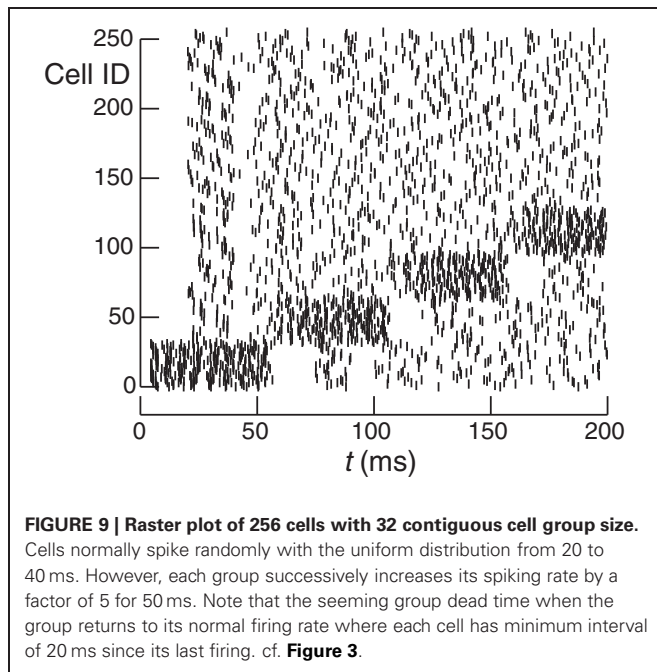 250
Cell ID
200
150
100
50
0
0 50 100 150 200
t (ms)
FIGURE 9 | Raster plot of 256 cells with 32 contiguous cell group size.
Cells normally spike randomly with the uniform distribution from 20 to
40 ms. However, each group successively increases its spiking rate by a
factor of 5 for 50 ms. Note that the seeming group dead time when the
group returns to its normal firing rate where each cell has minimum interval
of 20 ms since its last firing. cf. Figure 3.